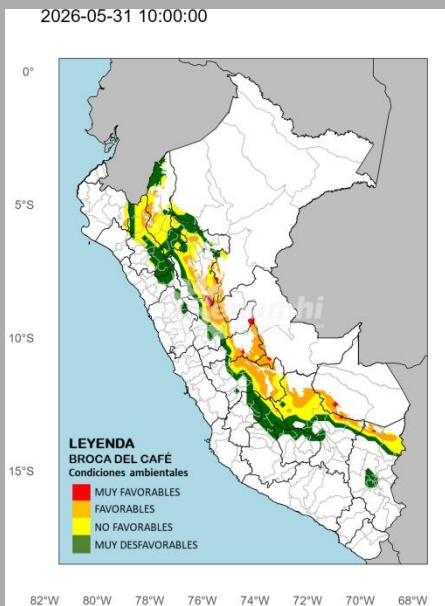 2026-05-31 10:00:00
0°
5°S
10°S
15°S
senamhi
LEYENDA
BROCA DEL CAFÉ
Condiciones ambientales
MUY FAVORABLES
FAVORABLES
NO FAVORABLES
MUY DESFAVORABLES
82°W 80°W 78°W 76°W 74°W 72°W 70°W 68°W